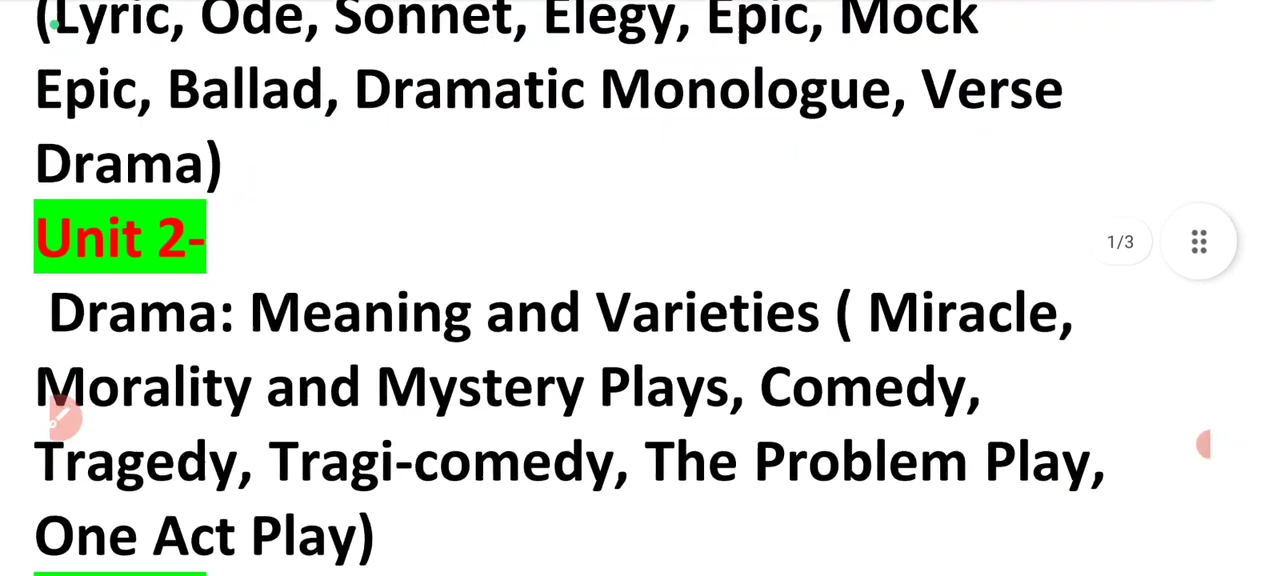 (Lyric, Ode, Sonnet, Elegy, Epic, Mock
Epic, Ballad, Dramatic Monologue, Verse
Drama)
Unit 2-
1/3
Drama: Meaning and Varieties ( Miracle,
Morality and Mystery Plays, Comedy,
Tragedy, Tragi-comedy, The Problem Play,
One Act Play)